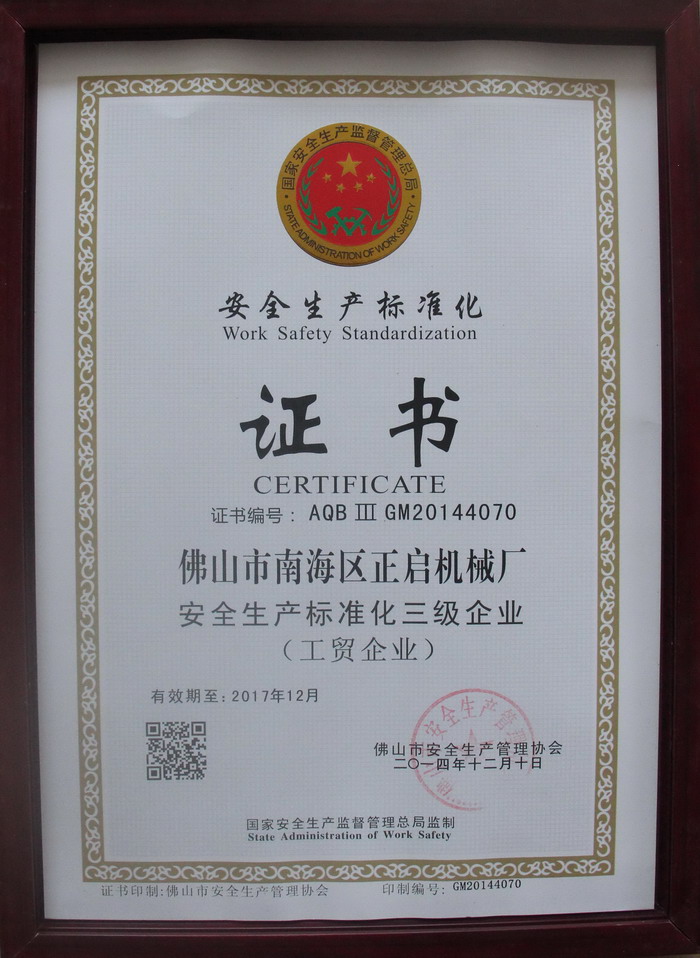 国家安全生产监督管理总局
STATE ADMINISTRATION OF WORK SAFETY
安全生产标准化
Work Safety Standardization
证书
CERTIFICATE
证书编号：AQB Ⅲ GM20144070
佛山市南海区正启机械厂
安全生产标准化三级企业
（工贸企业）
有效期至：2017年12月
佛山市安全生产管理协会
二〇一四年十二月十日
国家安全生产监督管理总局监制
State Administration of Work Safety
证书印制:佛山市安全生产管理协会
印制编号: GM20144070